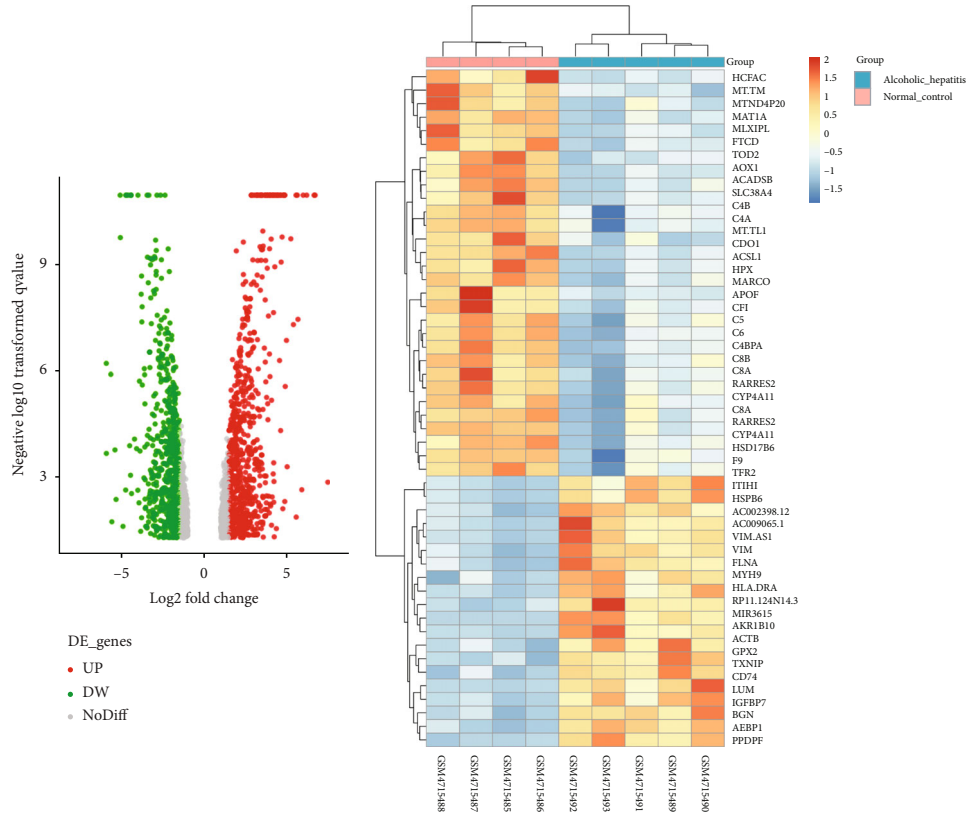 Negative log10 transformed qvalue
9
6
3
−5
0
5
Log2 fold change
DE_genes
UP
DW
NoDiff
Group
HCFAC
MT.TM
MTND4P20
MAT1A
MLXIPL
FTCD
TOD2
AOX1
ACADSB
SLC38A4
C4B
C4A
MT.TL1
CDO1
ACSL1
HPX
MARCO
APOF
CFI
C5
C6
C4BPA
C8B
C8A
RARRES2
CYP4A11
C8A
RARRES2
CYP4A11
HSD17B6
F9
TFR2
ITIHI
HSPB6
AC002398.12
AC009065.1
VIM.AS1
VIM
FLNA
MYH9
HLA.DRA
RP11.124N14.3
MIR3615
AKR1B10
ACTB
GPX2
TXNIP
CD74
LUM
IGFBP7
BGN
AEBP1
PPDPF
GSM4715488
GSM4715487
GSM4715485
GSM4715486
GSM4715492
GSM4715493
GSM4715491
GSM4715489
GSM4715490
2
1.5
1
0.5
0
−0.5
−1
−1.5
Group
Alcoholic_hepatitis
Normal_control